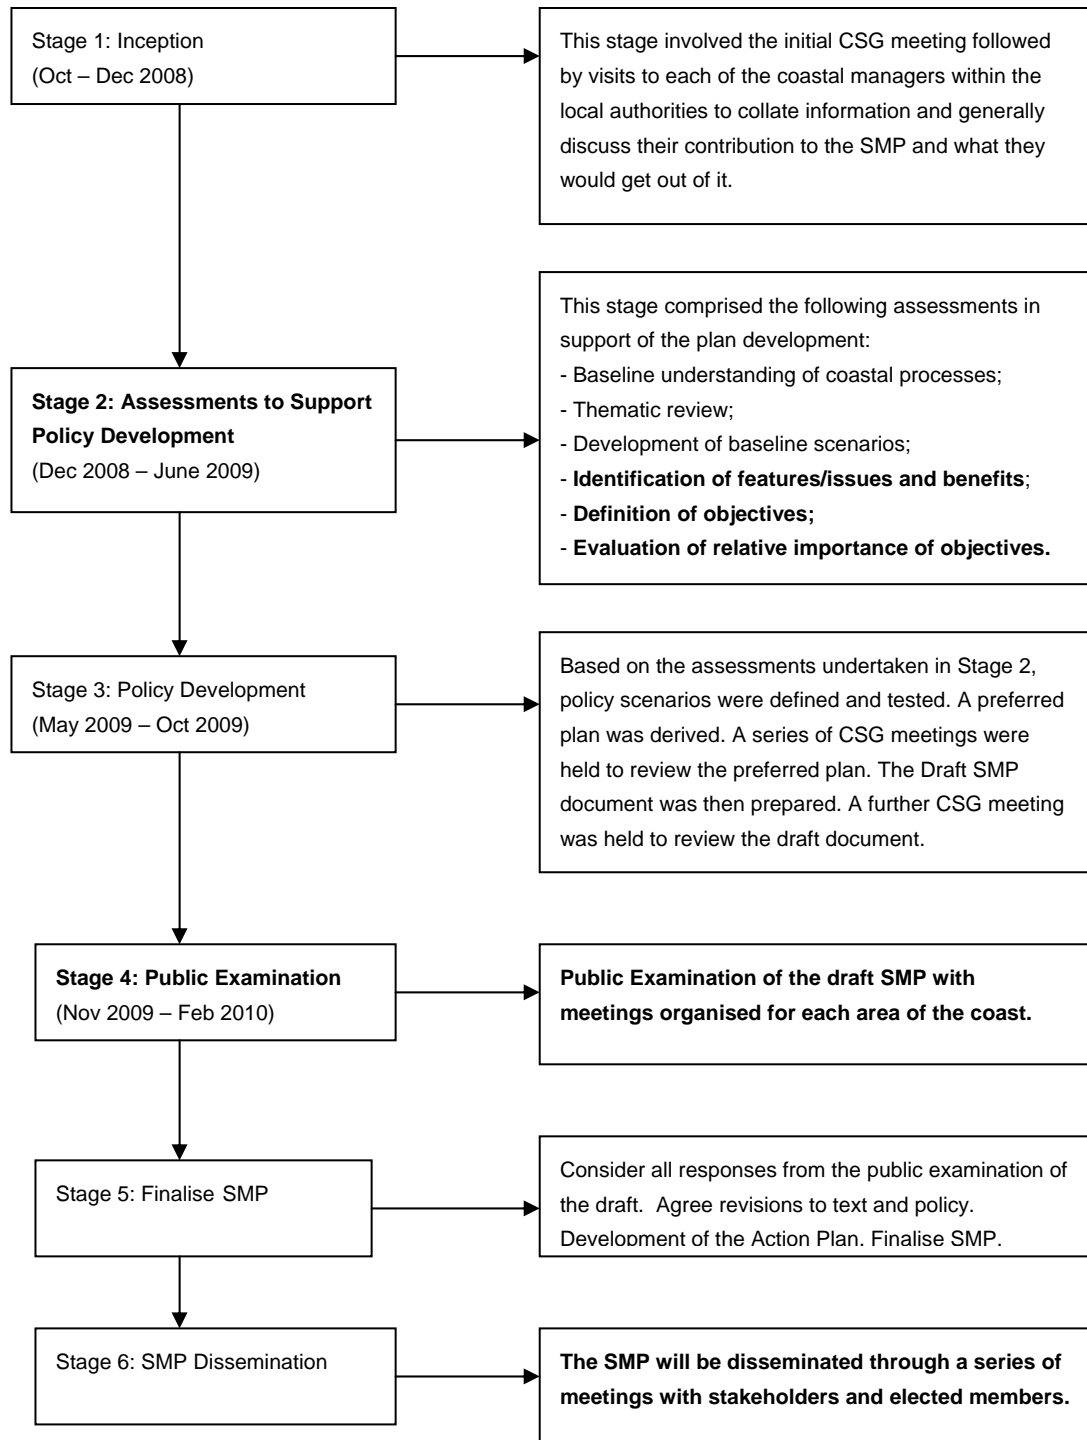 Stage 1: Inception
(Oct – Dec 2008)
This stage involved the initial CSG meeting followed
by visits to each of the coastal managers within the
local authorities to collate information and generally
discuss their contribution to the SMP and what they
would get out of it.
Stage 2: Assessments to Support
Policy Development
(Dec 2008 – June 2009)
This stage comprised the following assessments in
support of the plan development:
- Baseline understanding of coastal processes;
- Thematic review;
- Development of baseline scenarios;
- Identification of features/issues and benefits;
- Definition of objectives;
- Evaluation of relative importance of objectives.
Stage 3: Policy Development
(May 2009 – Oct 2009)
Based on the assessments undertaken in Stage 2,
policy scenarios were defined and tested. A preferred
plan was derived. A series of CSG meetings were
held to review the preferred plan. The Draft SMP
document was then prepared. A further CSG meeting
was held to review the draft document.
Stage 4: Public Examination
(Nov 2009 – Feb 2010)
Public Examination of the draft SMP with
meetings organised for each area of the coast.
Stage 5: Finalise SMP
Consider all responses from the public examination of
the draft.  Agree revisions to text and policy.
Development of the Action Plan. Finalise SMP.
Stage 6: SMP Dissemination
The SMP will be disseminated through a series of
meetings with stakeholders and elected members.